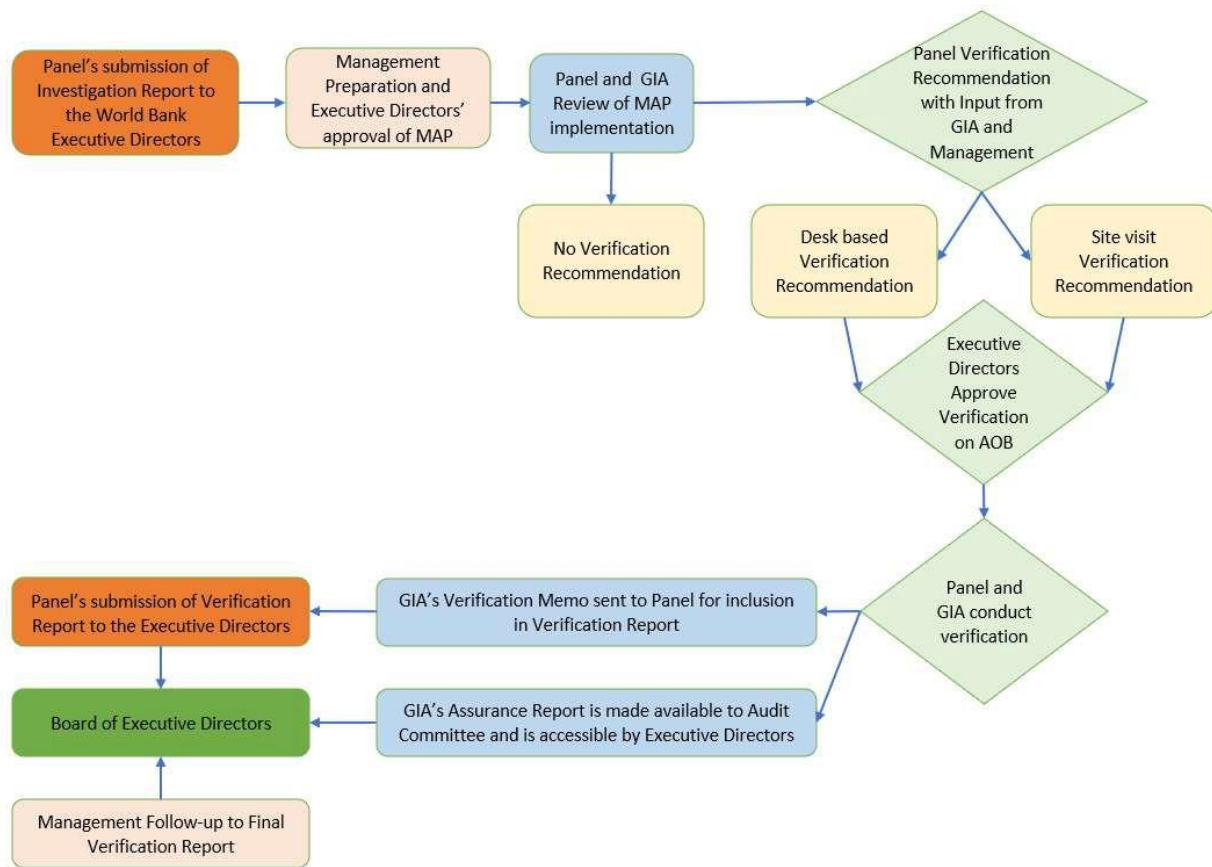 Panel's submission of
Investigation Report to
the World Bank
Executive Directors
Management
Preparation and
Executive Directors'
approval of MAP
Panel and GIA
Review of MAP
implementation
Panel Verification
Recommendation
with Input from
GIA and
Management
No Verification
Recommendation
Desk based
Verification
Recommendation
Site visit
Verification
Recommendation
Executive
Directors
Approve
Verification
on AOB
Panel and
GIA conduct
verification
GIA's Verification Memo sent to Panel for inclusion
in Verification Report
Panel's submission of Verification
Report to the Executive Directors
GIA's Assurance Report is made available to Audit
Committee and is accessible by Executive Directors
Board of Executive Directors
Management Follow-up to Final
Verification Report